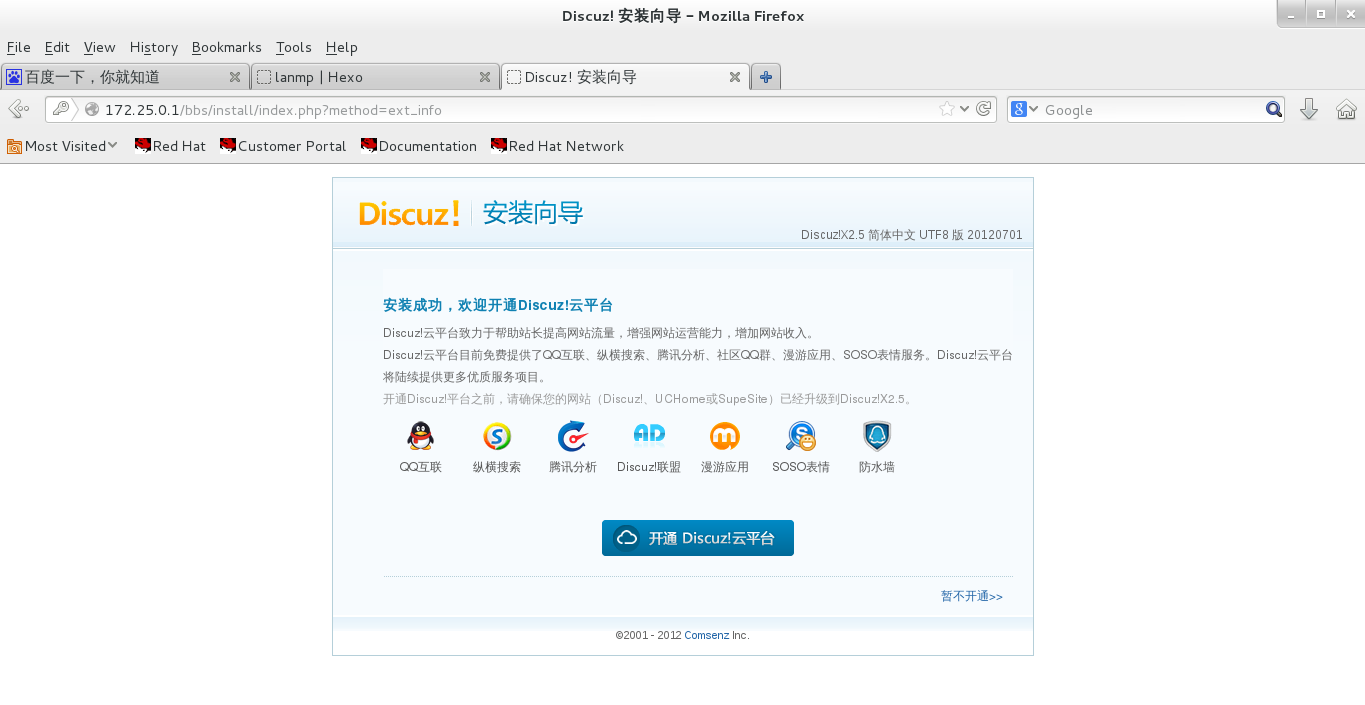 Discuz! 安装向导 - Mozilla Firefox
File Edit View History Bookmarks Tools Help
百度一下，你就知道 lanmp | Hexo Discuz! 安装向导
172.25.0.1/bbs/install/index.php?method=ext_info Google
Most Visited Red Hat Customer Portal Documentation Red Hat Network
Discuz! 安装向导
Discuz!X2.5 简体中文 UTF8 版 20120701
安装成功，欢迎开通Discuz!云平台
Discuz!云平台致力于帮助站长提高网站流量，增强网站运营能力，增加网站收入。
Discuz!云平台目前免费提供了QQ互联、纵横搜索、腾讯分析、社区QQ群、漫游应用、SOSO表情服务。Discuz!云平台
将陆续提供更多优质服务项目。
开通Discuz!平台之前，请确保您的网站（Discuz!、UCHome或SupeSite）已经升级到Discuz!X2.5。
QQ互联 纵横搜索 腾讯分析 Discuz!联盟 漫游应用 SOSO表情 防水墙
开通 Discuz!云平台
暂不开通>>
©2001 - 2012 Comsenz Inc.